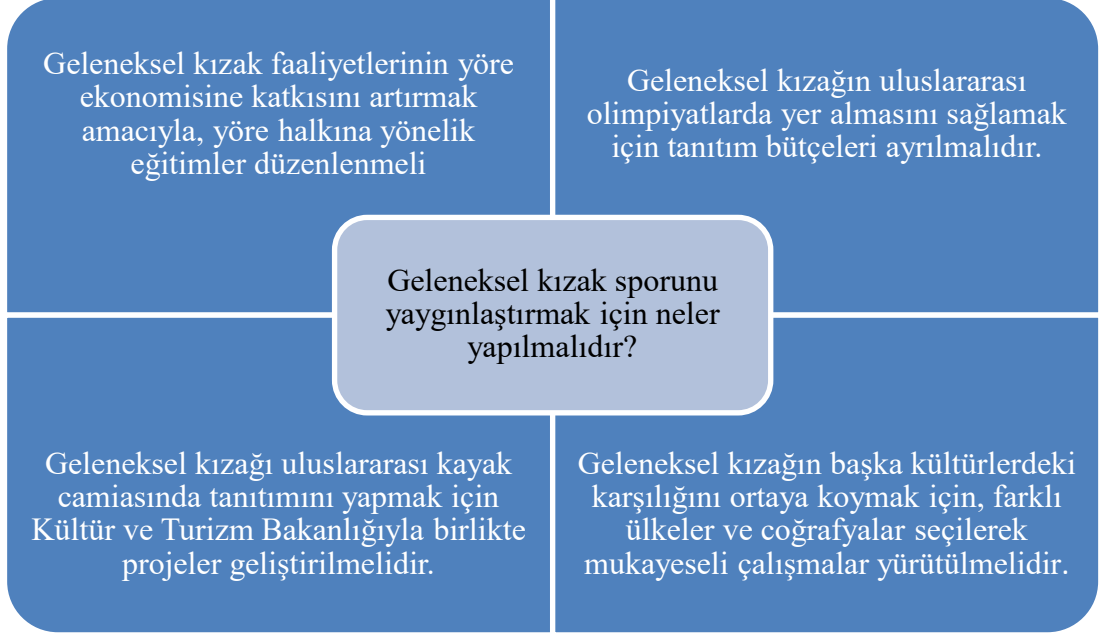 Geleneksel kızak faaliyetlerinin yöre
ekonomisine katkısını artırmak
amacıyla, yöre halkına yönelik
eğitimler düzenlenmeli
Geleneksel kızağın uluslararası
olimpiyatlarda yer almasını sağlamak
için tanıtım bütçeleri ayrılmalıdır.
Geleneksel kızak sporunu
yaygınlaştırmak için neler
yapılmalıdır?
Geleneksel kızağı uluslararası kayak
camiasında tanıtımını yapmak için
Kültür ve Turizm Bakanlığıyla birlikte
projeler geliştirilmelidir.
Geleneksel kızağın başka kültürlerdeki
karşılığını ortaya koymak için, farklı
ülkeler ve coğrafyalar seçilerek
mukayeseli çalışmalar yürütülmelidir.